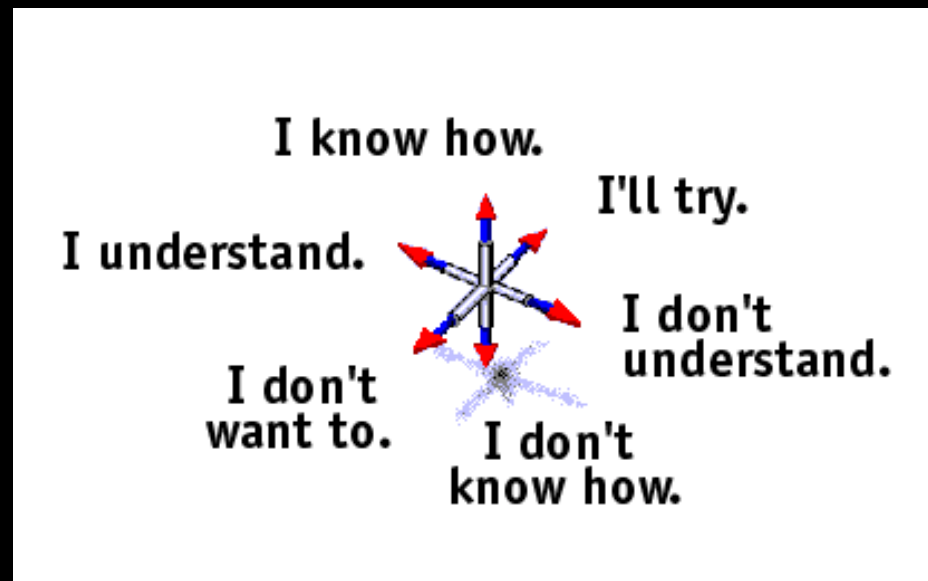 I know how.
I'll try.
I understand.
I don't
understand.
I don't
want to.
I don't
know how.